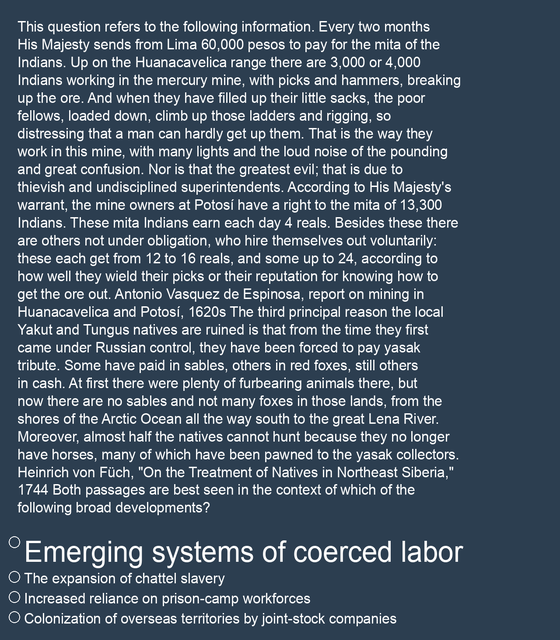 This question refers to the following information. Every two months
His Majesty sends from Lima 60,000 pesos to pay for the mita of the
Indians. Up on the Huanacavelica range there are 3,000 or 4,000
Indians working in the mercury mine, with picks and hammers, breaking
up the ore. And when they have filled up their little sacks, the poor
fellows, loaded down, climb up those ladders and rigging, so
distressing that a man can hardly get up them. That is the way they
work in this mine, with many lights and the loud noise of the pounding
and great confusion. Nor is that the greatest evil; that is due to
thievish and undisciplined superintendents. According to His Majesty's
warrant, the mine owners at Potosí have a right to the mita of 13,300
Indians. These mita Indians earn each day 4 reals. Besides these there
are others not under obligation, who hire themselves out voluntarily:
these each get from 12 to 16 reals, and some up to 24, according to
how well they wield their picks or their reputation for knowing how to
get the ore out. Antonio Vasquez de Espinosa, report on mining in
Huanacavelica and Potosí, 1620s The third principal reason the local
Yakut and Tungus natives are ruined is that from the time they first
came under Russian control, they have been forced to pay yasak
tribute. Some have paid in sables, others in red foxes, still others
in cash. At first there were plenty of furbearing animals there, but
now there are no sables and not many foxes in those lands, from the
shores of the Arctic Ocean all the way south to the great Lena River.
Moreover, almost half the natives cannot hunt because they no longer
have horses, many of which have been pawned to the yasak collectors.
Heinrich von Füch, "On the Treatment of Natives in Northeast Siberia,"
1744 Both passages are best seen in the context of which of the
following broad developments?
Emerging systems of coerced labor
The expansion of chattel slavery
Increased reliance on prison-camp workforces
Colonization of overseas territories by joint-stock companies